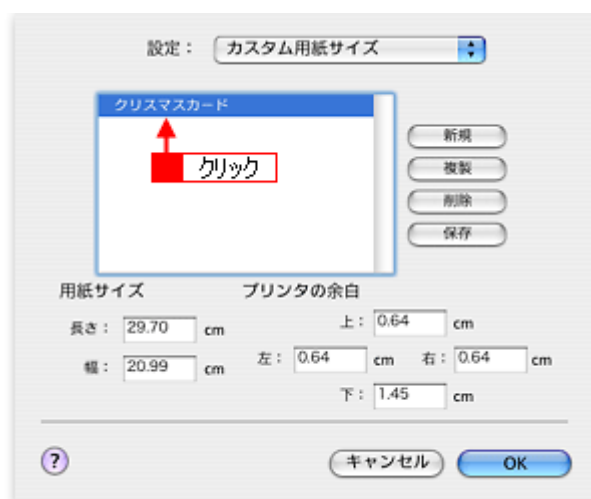 設定： カスタム用紙サイズ
クリスマスカード
クリック
新規
複製
削除
保存
用紙サイズ
長さ： 29.70 cm
幅： 20.99 cm
プリンタの余白
上： 0.64 cm
左： 0.64 cm 右： 0.64 cm
下： 1.45 cm
? キャンセル OK